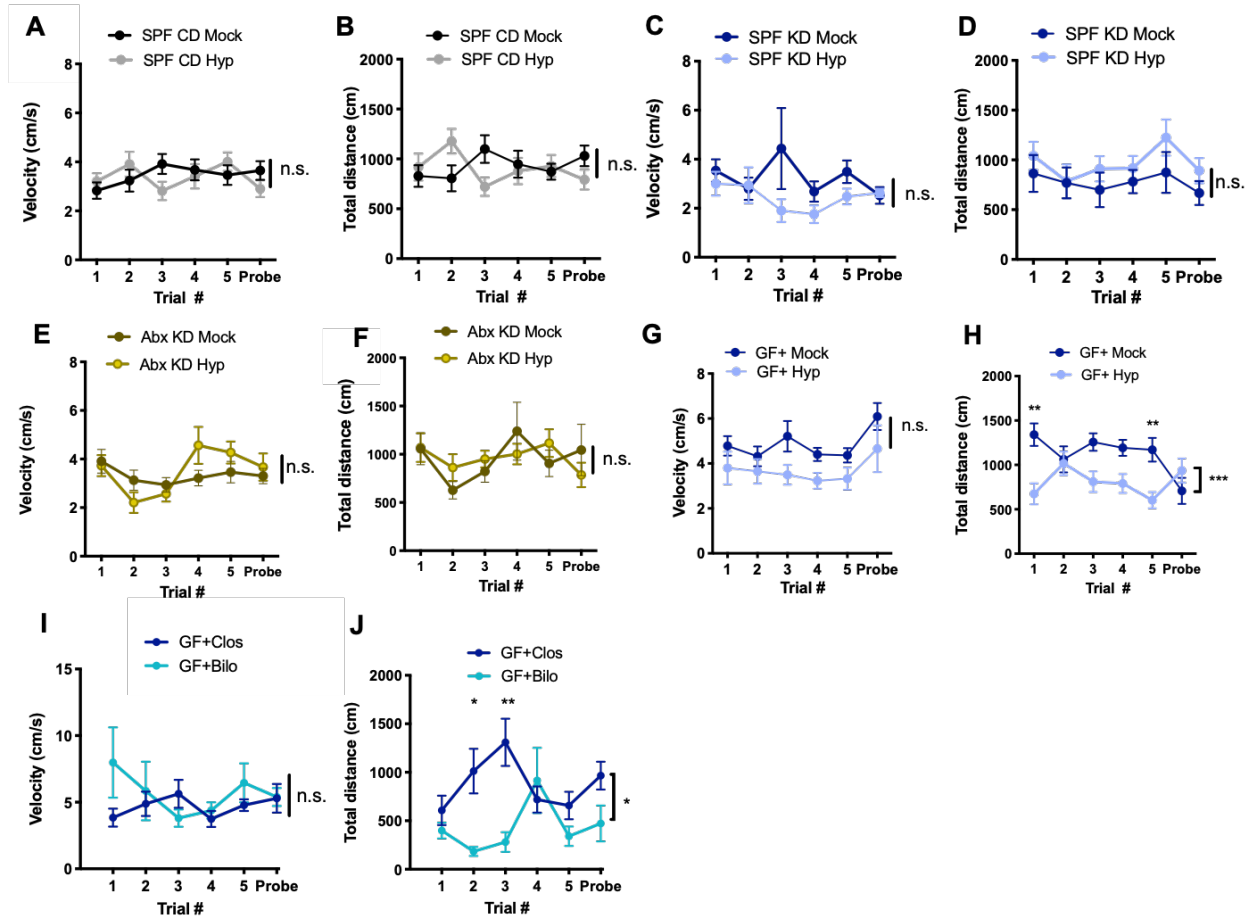 A
SPF CD Mock
SPF CD Hyp
Velocity (cm/s)
8
6
4
2
0
n.s.
1 2 3 4 5 Probe
Trial #
B
SPF CD Mock
SPF CD Hyp
Total distance (cm)
2000
1500
1000
500
0
n.s.
1 2 3 4 5 Probe
Trial #
C
SPF KD Mock
SPF KD Hyp
Velocity (cm/s)
8
6
4
2
0
n.s.
1 2 3 4 5 Probe
Trial #
D
SPF KD Mock
SPF KD Hyp
Total distance (cm)
2000
1500
1000
500
0
n.s.
1 2 3 4 5 Probe
Trial #
E
Abx KD Mock
Abx KD Hyp
Velocity (cm/s)
8
6
4
2
0
n.s.
1 2 3 4 5 Probe
Trial #
F
Abx KD Mock
Abx KD Hyp
Total distance (cm)
2000
1500
1000
500
0
n.s.
1 2 3 4 5 Probe
Trial #
G
GF+ Mock
GF+ Hyp
Velocity (cm/s)
8
6
4
2
0
n.s.
1 2 3 4 5 Probe
Trial #
H
GF+ Mock
GF+ Hyp
Total distance (cm)
2000
1500
1000
500
0
** **
***
1 2 3 4 5 Probe
Trial #
I
GF+Clos
GF+Bilo
Velocity (cm/s)
15
10
5
0
n.s.
1 2 3 4 5 Probe
Trial #
J
GF+Clos
GF+Bilo
Total distance (cm)
2000
1500
1000
500
0
* **
*
1 2 3 4 5 Probe
Trial #